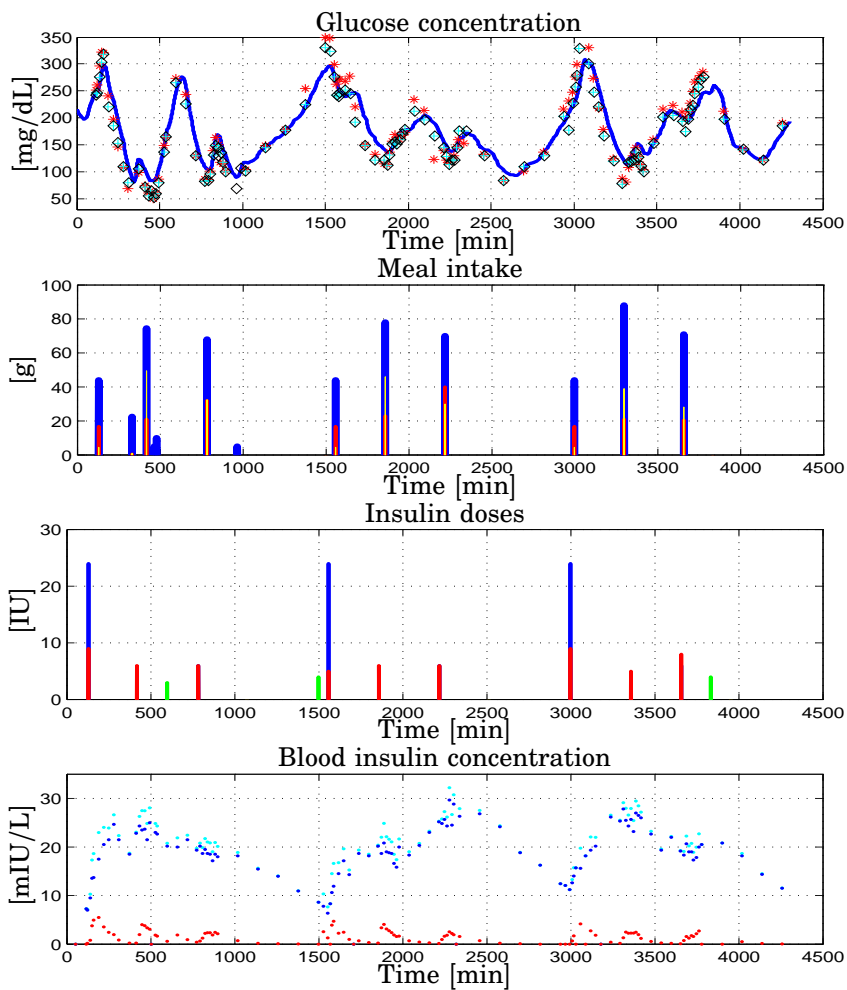 Glucose concentration
350
300
250
200
150
100
50
[mg/dL]
0 500 1000 1500 2000 2500 3000 3500 4000 4500
Time [min]
Meal intake
100
80
60
40
20
0
[g]
0 500 1000 1500 2000 2500 3000 3500 4000 4500
Time [min]
Insulin doses
30
20
10
0
[IU]
0 500 1000 1500 2000 2500 3000 3500 4000 4500
Time [min]
Blood insulin concentration
30
20
10
0
[mIU/L]
0 500 1000 1500 2000 2500 3000 3500 4000 4500
Time [min]